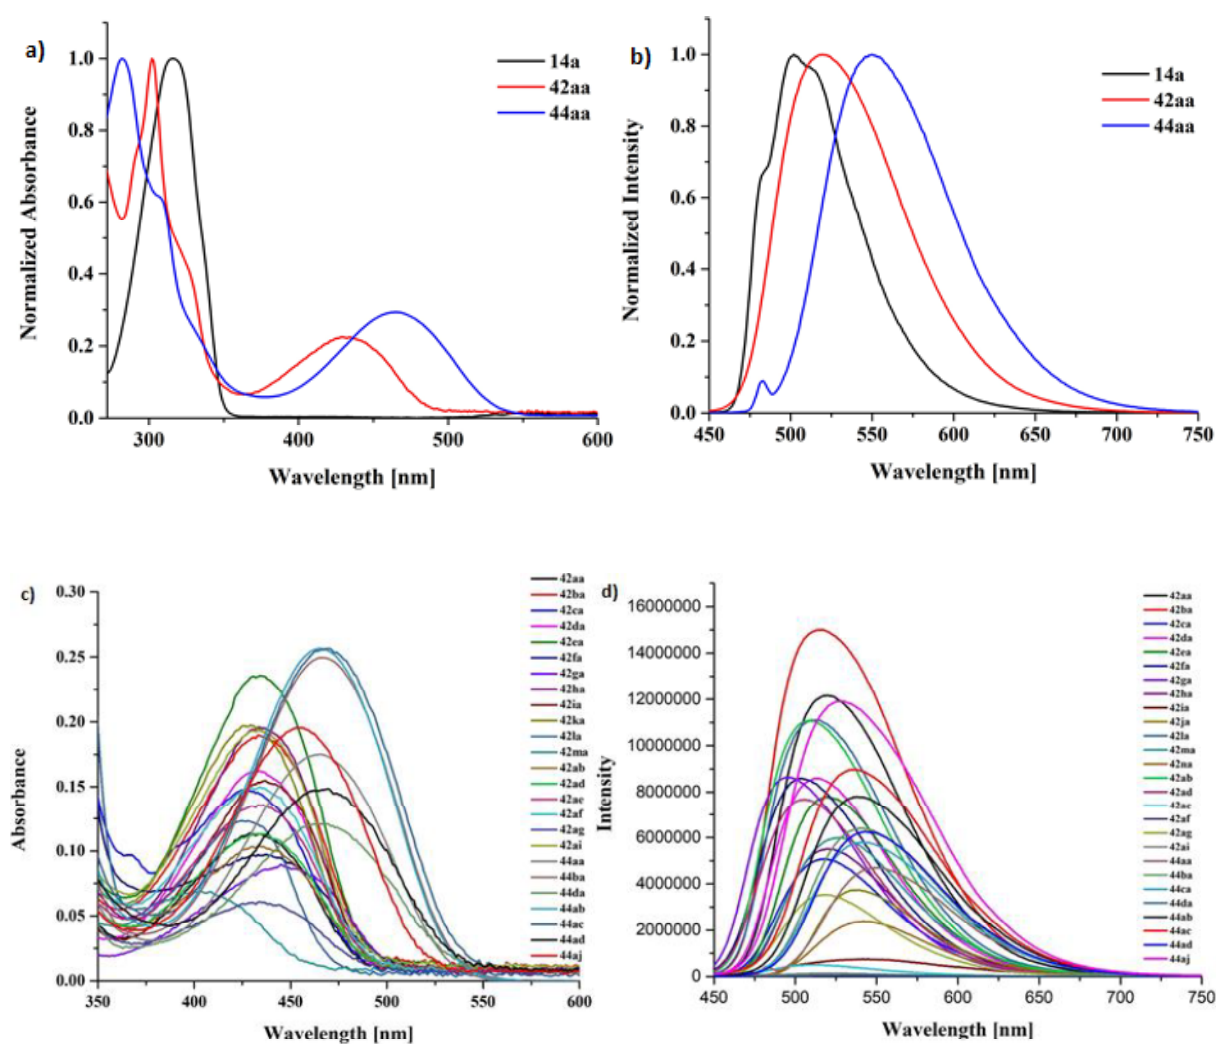 a)
1.0
0.8
0.6
0.4
0.2
0.0
Normalized Absorbance
14a
42aa
44aa
300
400
500
600
Wavelength [nm]
b)
1.0
0.8
0.6
0.4
0.2
0.0
Normalized Intensity
14a
42aa
44aa
450
500
550
600
650
700
750
Wavelength [nm]
c)
0.30
0.25
0.20
0.15
0.10
0.05
0.00
Absorbance
42aa
42ba
42ca
42da
42ea
42fa
42ga
42ha
42ia
42ka
42la
42ma
42ab
42ad
42ae
42af
42ag
42ai
44aa
44ba
44da
44ab
44ac
44ad
44aj
350
400
450
500
550
600
Wavelength [nm]
d)
16000000
14000000
12000000
10000000
8000000
6000000
4000000
2000000
0
Intensity
42aa
42ba
42ca
42da
42ea
42fa
42ga
42ha
42ia
42ja
42la
42ma
42na
42ab
42ad
42ae
42af
42ag
42ai
44aa
44ba
44ca
44da
44ab
44ac
44ad
44aj
450
500
550
600
650
700
750
Wavelength [nm]